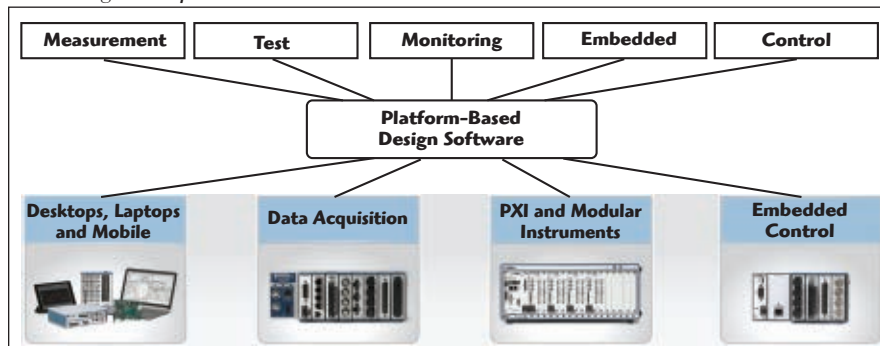 Measurement
Test
Monitoring
Embedded
Control
Platform-Based
Design Software
Desktops, Laptops
and Mobile
Data Acquisition
PXI and Modular
Instruments
Embedded
Control